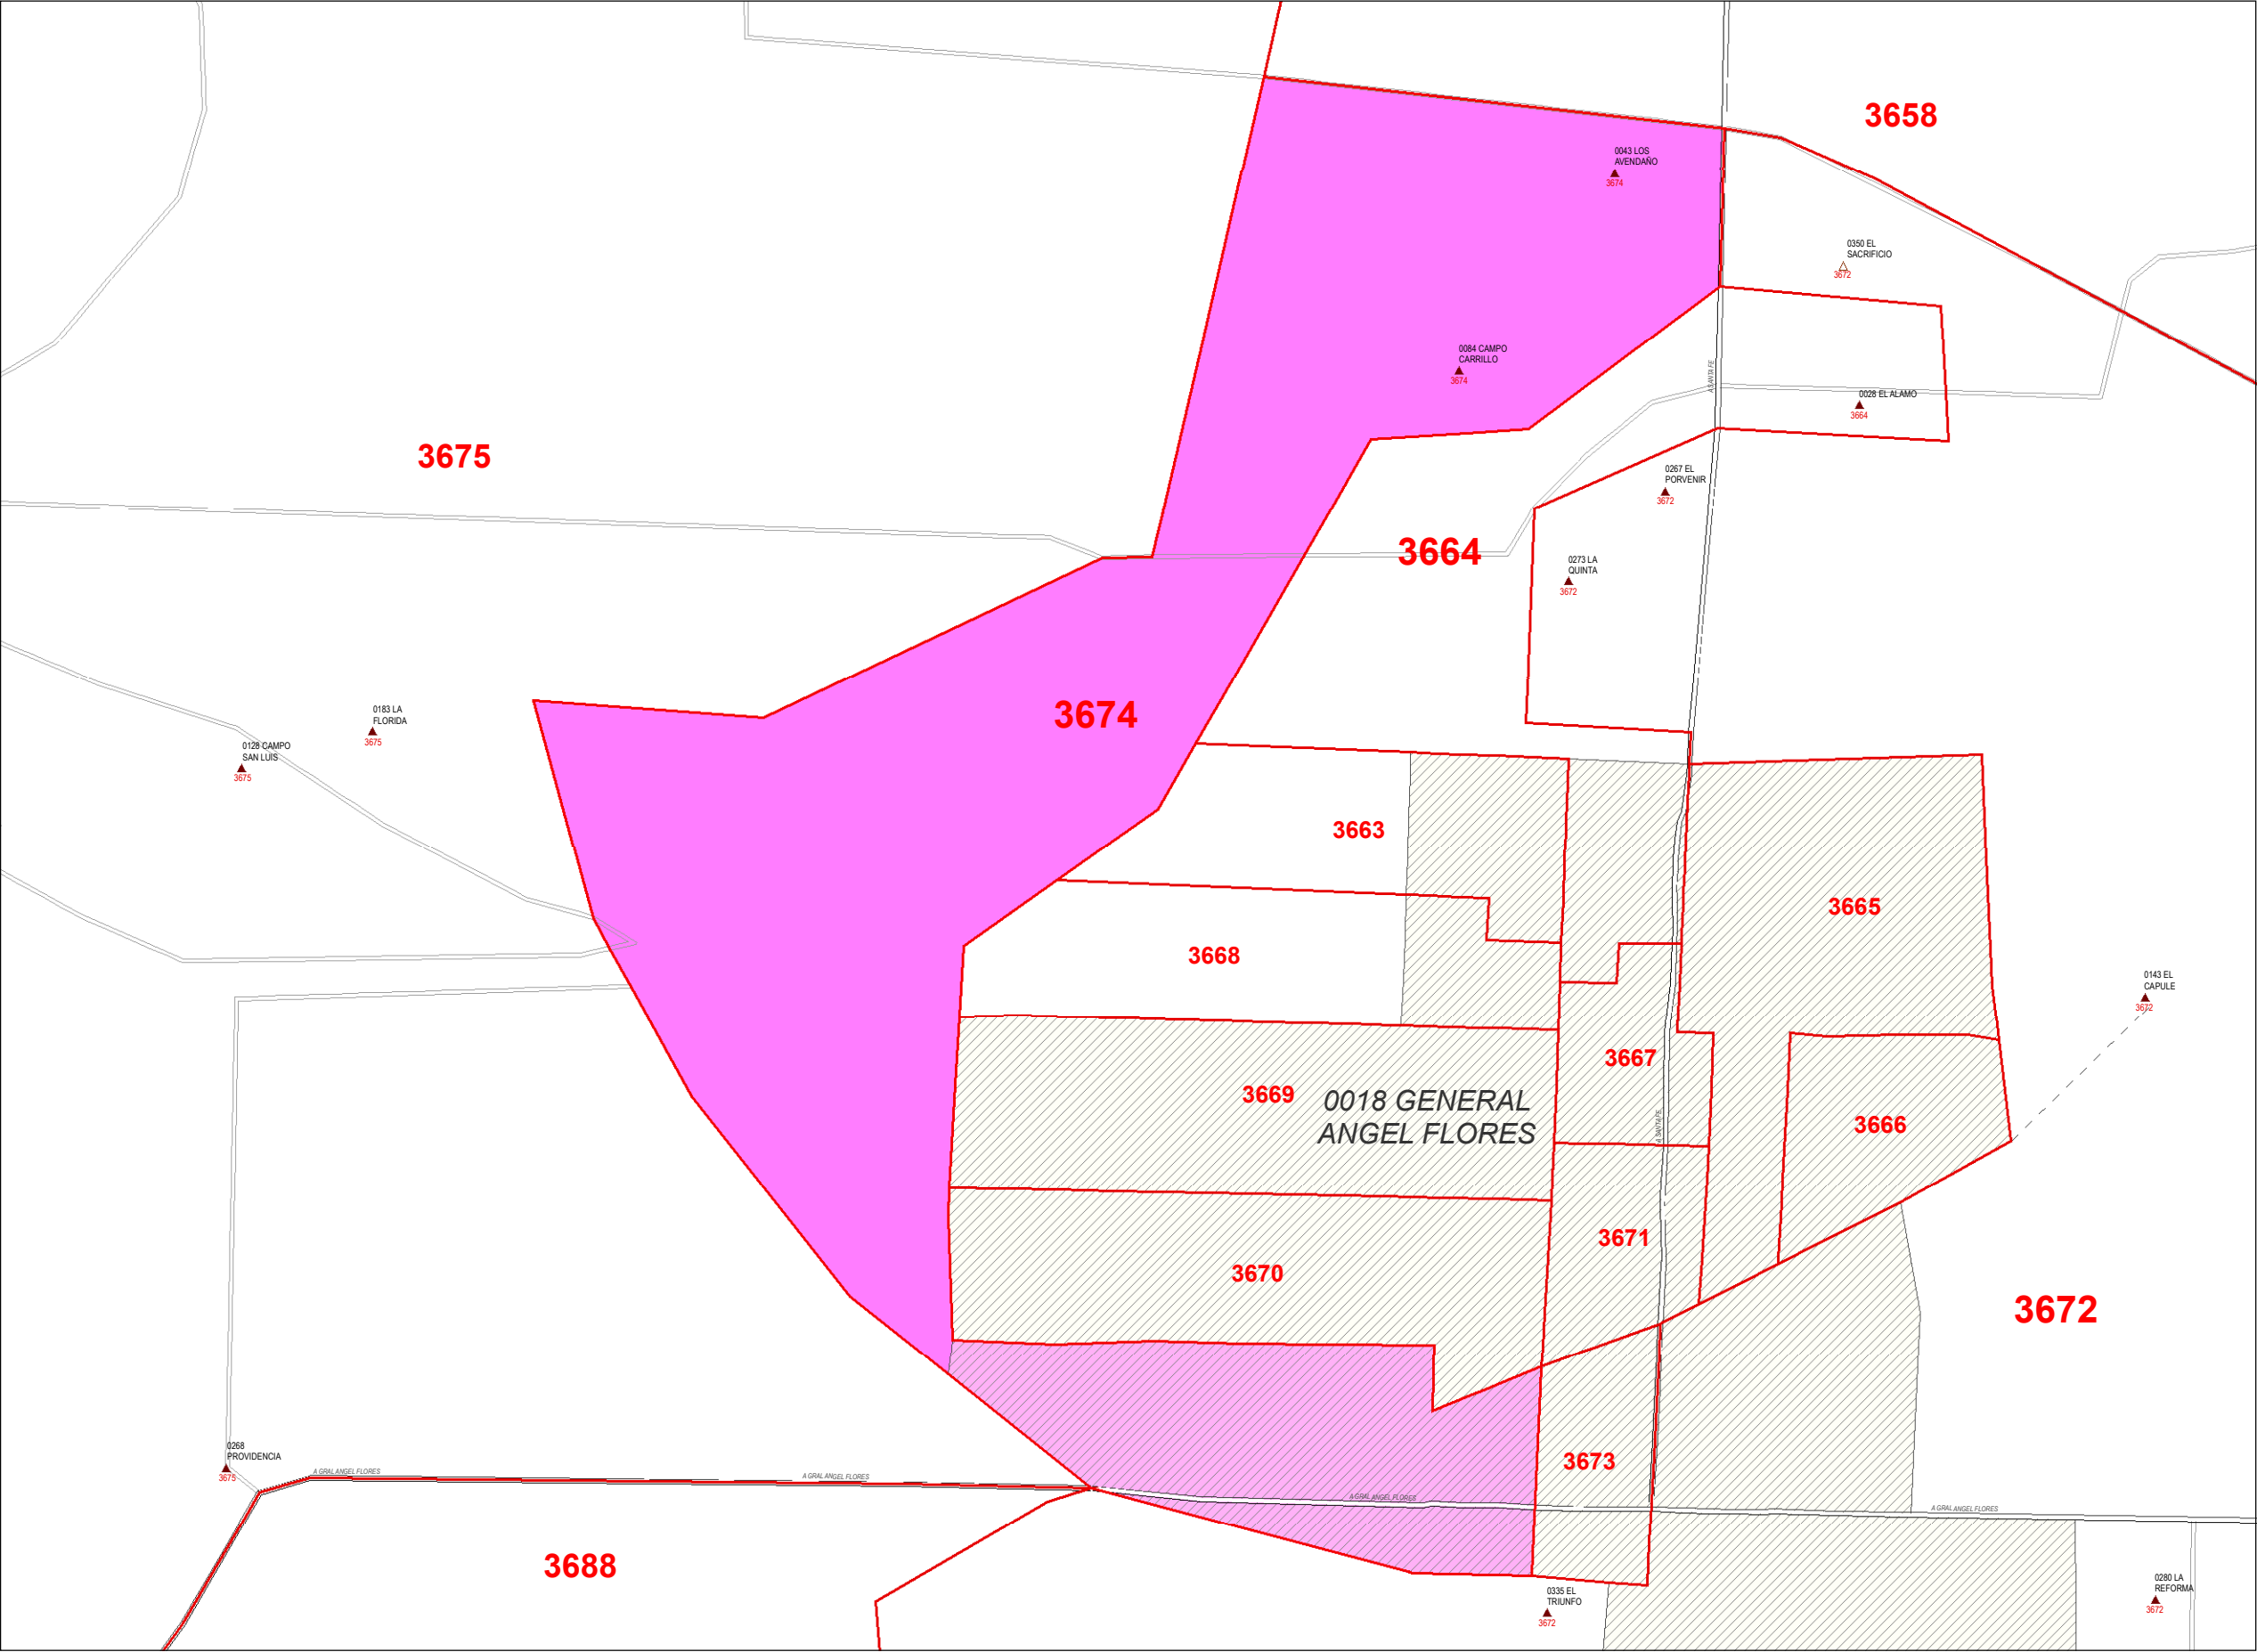 3658
0043 LOS
AVENDAÑO
3674
0350 EL
SACRIFICIO
3672
0084 CAMPO
CARRILLO
3674
A SANTA FE
0028 EL ALAMO
3664
3675
0267 EL
PORVENIR
3672
3664
0273 LA
QUINTA
3672
3674
0183 LA
FLORIDA
3675
0128 CAMPO
SAN LUIS
3675
3663
3665
3668
0143 EL
CAPULE
3672
3667
3669
0018 GENERAL
ANGEL FLORES
A SANTA FE
3666
3671
3670
3672
0268
PROVIDENCIA
3675
3673
A GRAL ANGEL FLORES
A GRAL ANGEL FLORES
A GRAL ANGEL FLORES
A GRAL ANGEL FLORES
3688
0335 EL
TRIUNFO
3672
0280 LA
REFORMA
3672